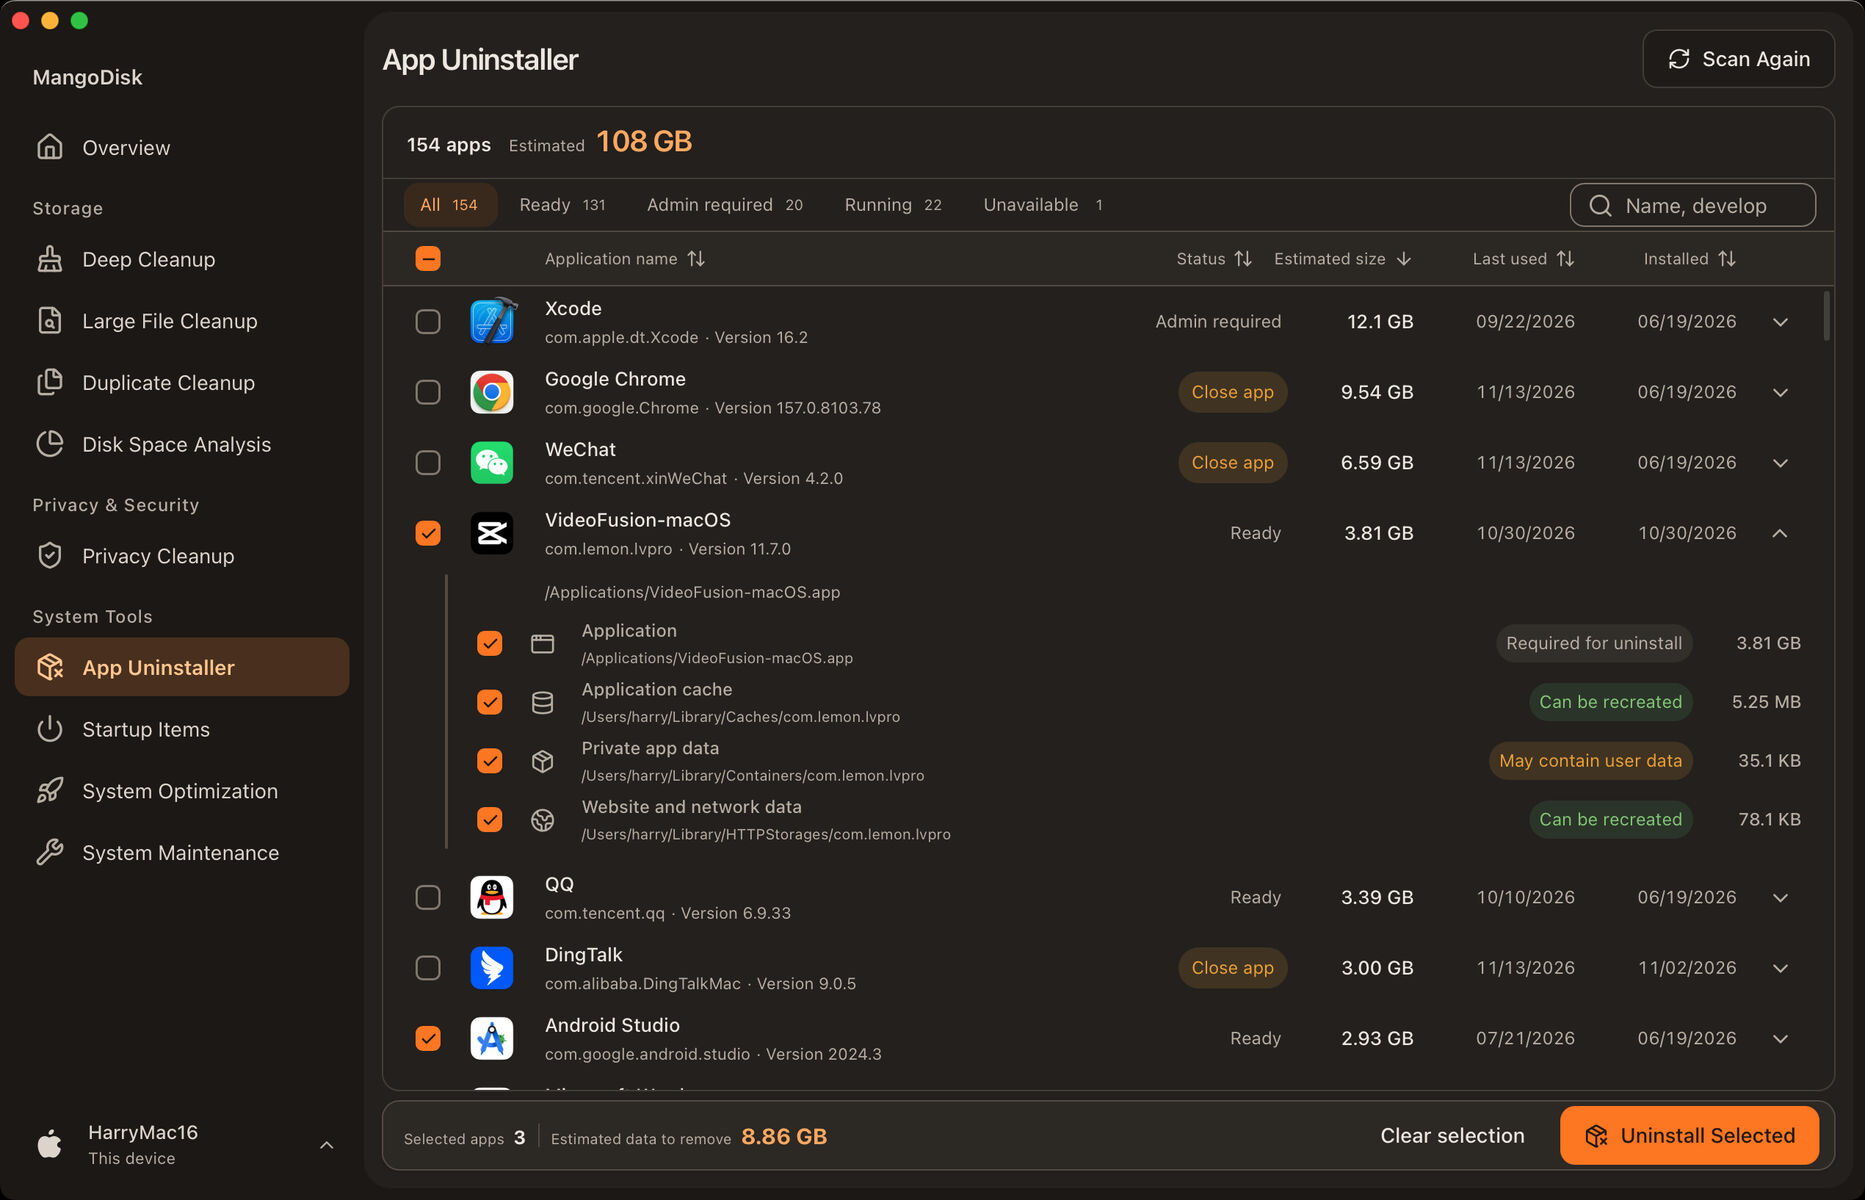 MangoDisk
Overview
Storage
Deep Cleanup
Large File Cleanup
Duplicate Cleanup
Disk Space Analysis
Privacy & Security
Privacy Cleanup
System Tools
App Uninstaller
Startup Items
System Optimization
System Maintenance
HarryMac16
This device
App Uninstaller
Scan Again
154 apps Estimated 108 GB
All 154 Ready 131 Admin required 20 Running 22 Unavailable 1 Name, develop
Application name Status Estimated size Last used Installed
Xcode
com.apple.dt.Xcode · Version 16.2
Admin required 12.1 GB 09/22/2026 06/19/2026
Google Chrome
com.google.Chrome · Version 157.0.8103.78
Close app 9.54 GB 11/13/2026 06/19/2026
WeChat
com.tencent.xinWeChat · Version 4.2.0
Close app 6.59 GB 11/13/2026 06/19/2026
VideoFusion-macOS
com.lemon.lvpro · Version 11.7.0
Ready 3.81 GB 10/30/2026 10/30/2026
/Applications/VideoFusion-macOS.app
Application
/Applications/VideoFusion-macOS.app
Required for uninstall 3.81 GB
Application cache
/Users/harry/Library/Caches/com.lemon.lvpro
Can be recreated 5.25 MB
Private app data
/Users/harry/Library/Containers/com.lemon.lvpro
May contain user data 35.1 KB
Website and network data
/Users/harry/Library/HTTPStorages/com.lemon.lvpro
Can be recreated 78.1 KB
QQ
com.tencent.qq · Version 6.9.33
Ready 3.39 GB 10/10/2026 06/19/2026
DingTalk
com.alibaba.DingTalkMac · Version 9.0.5
Close app 3.00 GB 11/13/2026 11/02/2026
Android Studio
com.google.android.studio · Version 2024.3
Ready 2.93 GB 07/21/2026 06/19/2026
Selected apps 3 Estimated data to remove 8.86 GB
Clear selection
Uninstall Selected